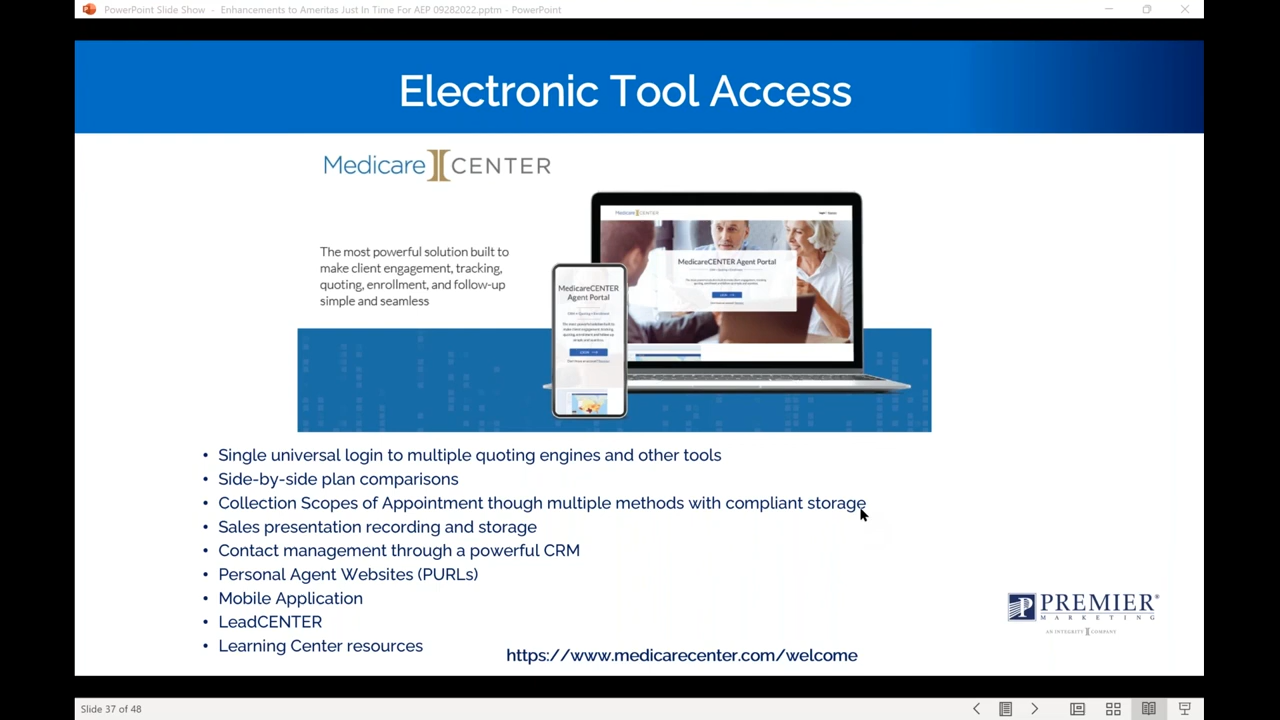 PowerPoint Slide Show - Enhancements to Ameritas Just In Time For AEP 09282022.pptm - PowerPoint
Electronic Tool Access
Medicare CENTER
The most powerful solution built to
make client engagement, tracking,
quoting, enrollment, and follow-up
simple and seamless
MedicareCENTER
MedicareCENTER Agent Portal
MedicareCENTER
Agent Portal
• Single universal login to multiple quoting engines and other tools
• Side-by-side plan comparisons
• Collection Scopes of Appointment though multiple methods with compliant storage
• Sales presentation recording and storage
• Contact management through a powerful CRM
• Personal Agent Websites (PURLs)
• Mobile Application
• LeadCENTER
• Learning Center resources
https://www.medicarecenter.com/welcome
PREMIER®
MARKETING
AN INTEGRITY COMPANY
Slide 37 of 48